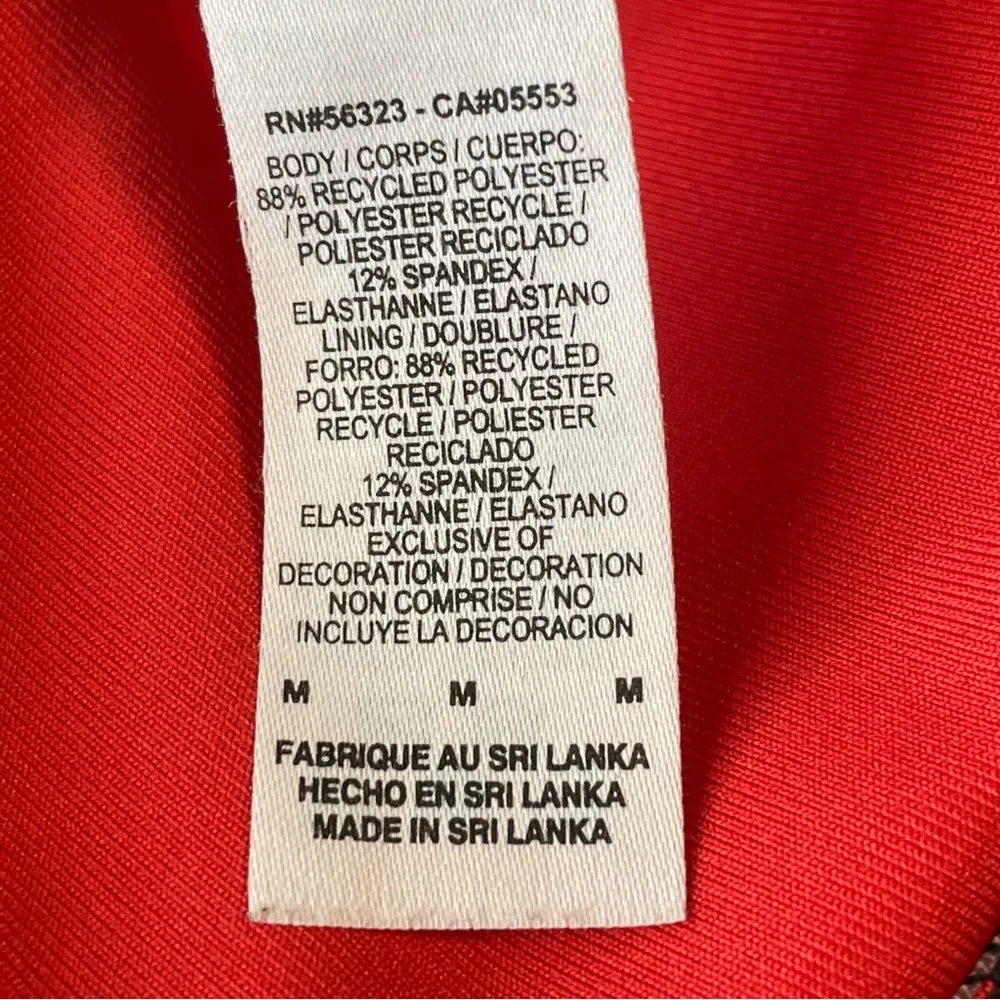 RN#56323 - CA#05553
BODY / CORPS / CUERPO:
88% RECYCLED POLYESTER
/ POLYESTER RECYCLE /
POLIESTER RECICLADO
12% SPANDEX /
ELASTHANNE / ELASTANO
LINING / DOUBLURE /
FORRO: 88% RECYCLED
POLYESTER / POLYESTER
RECYCLE / POLIESTER
RECICLADO
12% SPANDEX /
ELASTHANNE / ELASTANO
EXCLUSIVE OF
DECORATION / DECORATION
NON COMPRISE / NO
INCLUYE LA DECORACION
M M M
FABRIQUE AU SRI LANKA
HECHO EN SRI LANKA
MADE IN SRI LANKA